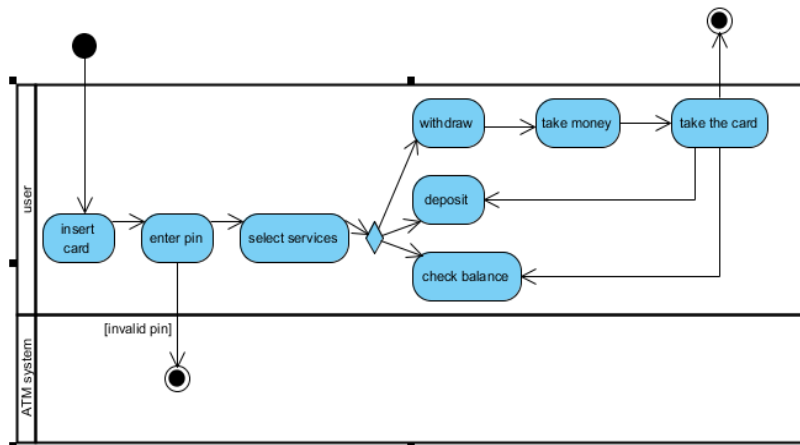 user
insert
card
enter pin
select services
withdraw
take money
take the card
deposit
check balance
[invalid pin]
ATM system